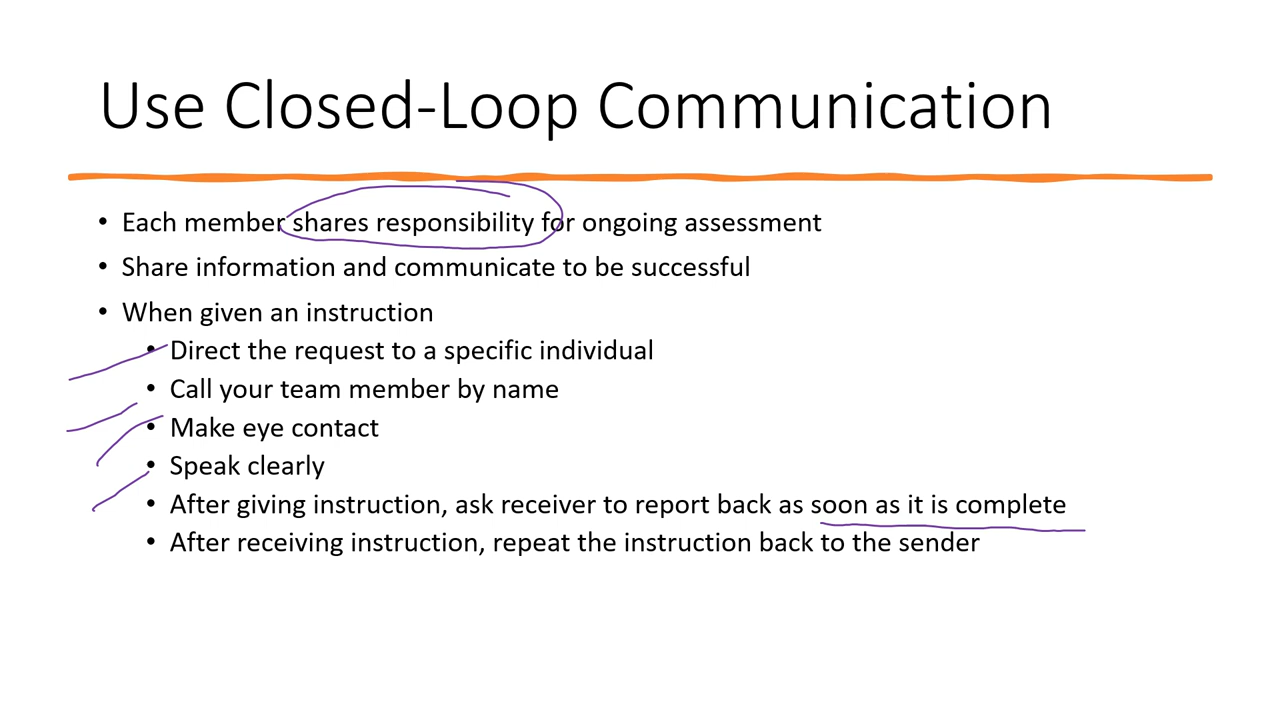 Use Closed-Loop Communication
• Each member shares responsibility for ongoing assessment
• Share information and communicate to be successful
• When given an instruction
• Direct the request to a specific individual
• Call your team member by name
• Make eye contact
• Speak clearly
• After giving instruction, ask receiver to report back as soon as it is complete
• After receiving instruction, repeat the instruction back to the sender